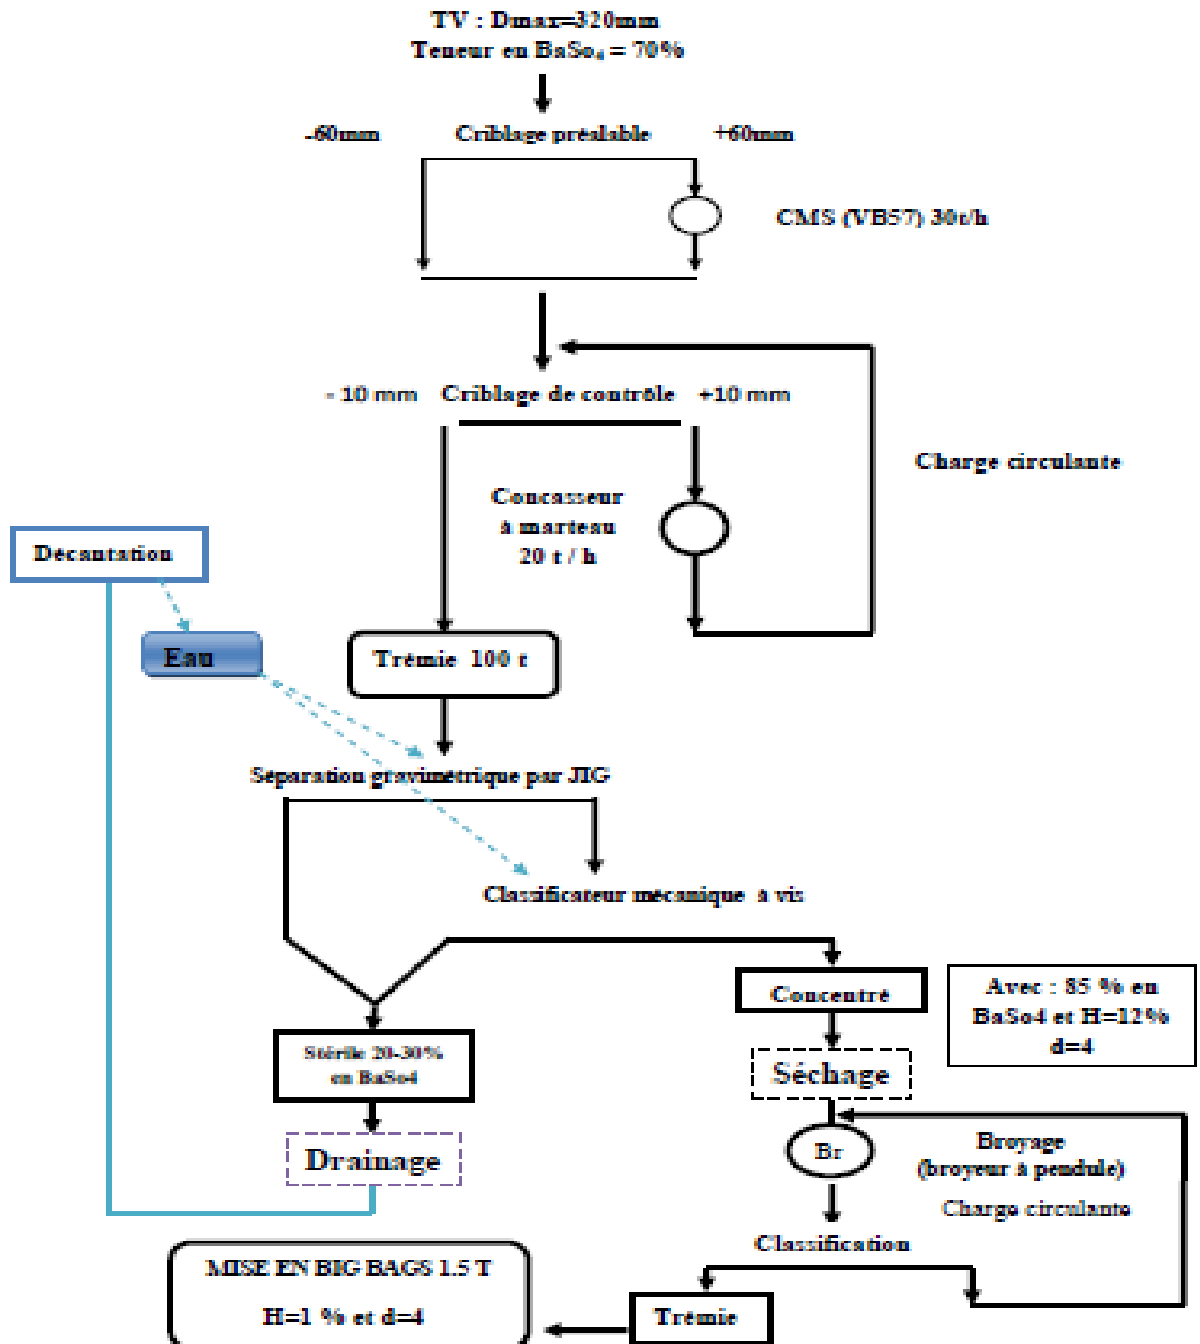 TV : Dmax=320mm
Teneur en BaSo₄ = 70%
-60mm Criblage préalable +60mm
CMS (VB57) 30t/h
- 10 mm Criblage de contrôle +10 mm
Charge circulante
Concasseur
à marteau
20 t / h
Décantation
Eau
Trémie 100 t
Séparation gravimétrique par JIG
Classificateur mécanique à vis
Concentré
Avec : 85 % en
BaSo4 et H=12%
d=4
Stérile 20-30%
en BaSo4
Séchage
Drainage
Br
Broyage
(broyeur à pendule)
Charge circulante
Classification
MISE EN BIG BAGS 1.5 T
H=1 % et d=4
Trémie